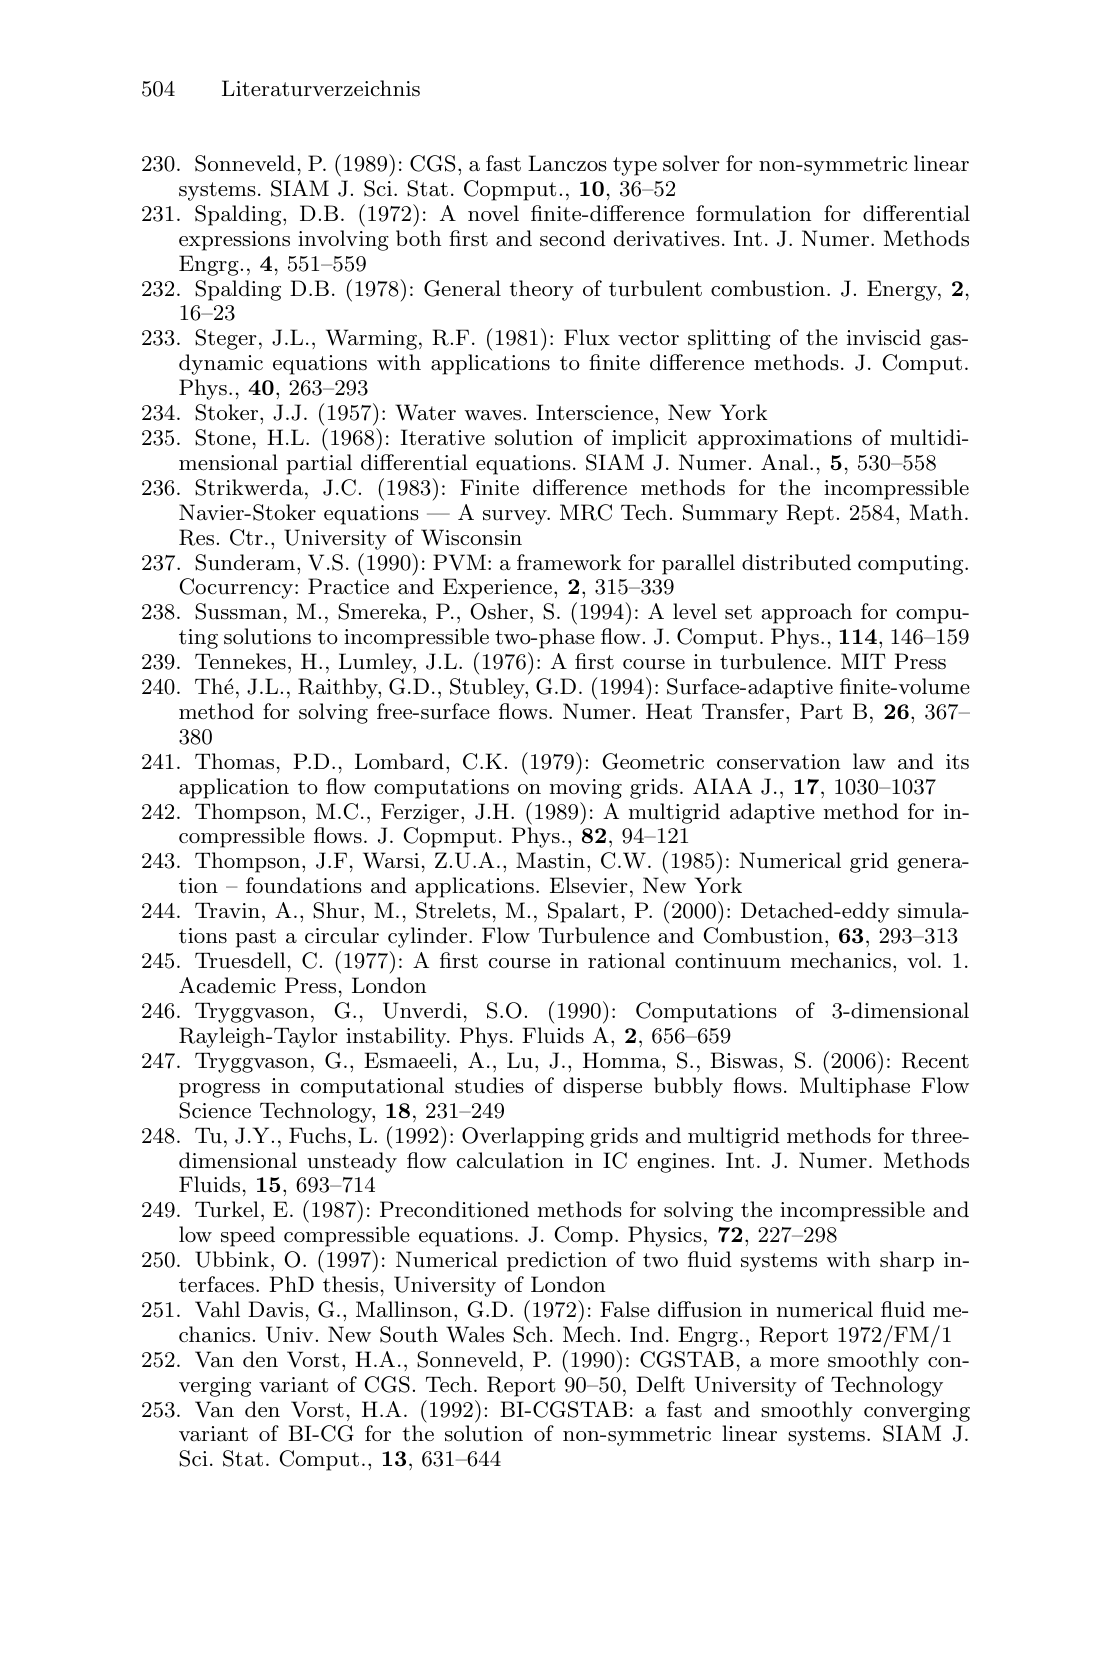 504 Literaturverzeichnis
230. Sonneveld, P. (1989): CGS, a fast Lanczos type solver for non-symmetric linear
systems. SIAM J. Sci. Stat. Copmput., 10, 36–52
231. Spalding, D.B. (1972): A novel finite-difference formulation for differential
expressions involving both first and second derivatives. Int. J. Numer. Methods
Engrg., 4, 551–559
232. Spalding D.B. (1978): General theory of turbulent combustion. J. Energy, 2,
16–23
233. Steger, J.L., Warming, R.F. (1981): Flux vector splitting of the inviscid gas-
dynamic equations with applications to finite difference methods. J. Comput.
Phys., 40, 263–293
234. Stoker, J.J. (1957): Water waves. Interscience, New York
235. Stone, H.L. (1968): Iterative solution of implicit approximations of multidi-
mensional partial differential equations. SIAM J. Numer. Anal., 5, 530–558
236. Strikwerda, J.C. (1983): Finite difference methods for the incompressible
Navier-Stoker equations — A survey. MRC Tech. Summary Rept. 2584, Math.
Res. Ctr., University of Wisconsin
237. Sunderam, V.S. (1990): PVM: a framework for parallel distributed computing.
Cocurrency: Practice and Experience, 2, 315–339
238. Sussman, M., Smereka, P., Osher, S. (1994): A level set approach for compu-
ting solutions to incompressible two-phase flow. J. Comput. Phys., 114, 146–159
239. Tennekes, H., Lumley, J.L. (1976): A first course in turbulence. MIT Press
240. Thé, J.L., Raithby, G.D., Stubley, G.D. (1994): Surface-adaptive finite-volume
method for solving free-surface flows. Numer. Heat Transfer, Part B, 26, 367–
380
241. Thomas, P.D., Lombard, C.K. (1979): Geometric conservation law and its
application to flow computations on moving grids. AIAA J., 17, 1030–1037
242. Thompson, M.C., Ferziger, J.H. (1989): A multigrid adaptive method for in-
compressible flows. J. Copmput. Phys., 82, 94–121
243. Thompson, J.F, Warsi, Z.U.A., Mastin, C.W. (1985): Numerical grid genera-
tion – foundations and applications. Elsevier, New York
244. Travin, A., Shur, M., Strelets, M., Spalart, P. (2000): Detached-eddy simula-
tions past a circular cylinder. Flow Turbulence and Combustion, 63, 293–313
245. Truesdell, C. (1977): A first course in rational continuum mechanics, vol. 1.
Academic Press, London
246. Tryggvason, G., Unverdi, S.O. (1990): Computations of 3-dimensional
Rayleigh-Taylor instability. Phys. Fluids A, 2, 656–659
247. Tryggvason, G., Esmaeeli, A., Lu, J., Homma, S., Biswas, S. (2006): Recent
progress in computational studies of disperse bubbly flows. Multiphase Flow
Science Technology, 18, 231–249
248. Tu, J.Y., Fuchs, L. (1992): Overlapping grids and multigrid methods for three-
dimensional unsteady flow calculation in IC engines. Int. J. Numer. Methods
Fluids, 15, 693–714
249. Turkel, E. (1987): Preconditioned methods for solving the incompressible and
low speed compressible equations. J. Comp. Physics, 72, 227–298
250. Ubbink, O. (1997): Numerical prediction of two fluid systems with sharp in-
terfaces. PhD thesis, University of London
251. Vahl Davis, G., Mallinson, G.D. (1972): False diffusion in numerical fluid me-
chanics. Univ. New South Wales Sch. Mech. Ind. Engrg., Report 1972/FM/1
252. Van den Vorst, H.A., Sonneveld, P. (1990): CGSTAB, a more smoothly con-
verging variant of CGS. Tech. Report 90–50, Delft University of Technology
253. Van den Vorst, H.A. (1992): BI-CGSTAB: a fast and smoothly converging
variant of BI-CG for the solution of non-symmetric linear systems. SIAM J.
Sci. Stat. Comput., 13, 631–644